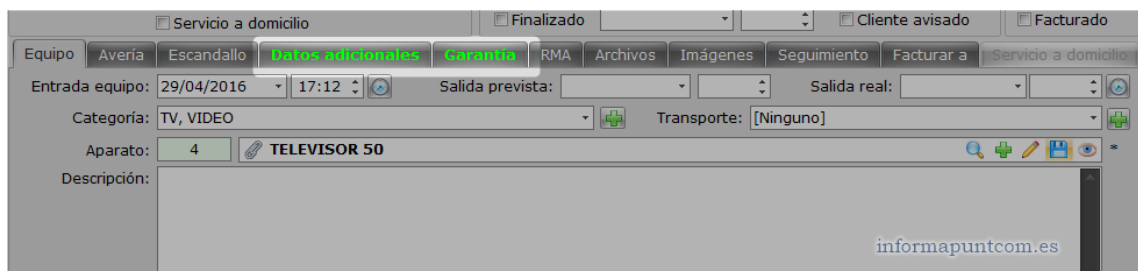 Servicio a domicilio Finalizado Cliente avisado Facturado
Equipo Avería Escandallo Datos adicionales Garantía RMA Archivos Imágenes Seguimiento Facturar a Servicio a domicilio
Entrada equipo: 29/04/2016 17:12 Salida prevista: Salida real:
Categoría: TV, VIDEO Transporte: [Ninguno]
Aparato: 4 TELEVISOR 50 *
Descripción:
informapuntcom.es